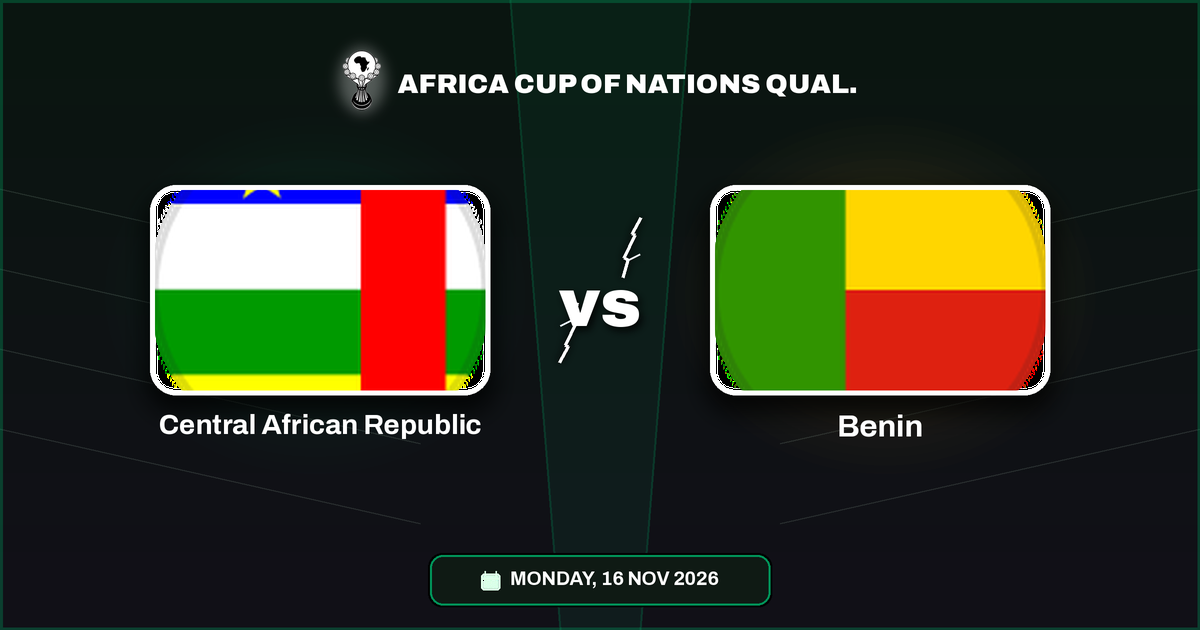 AFRICA CUP OF NATIONS QUAL.
VS
Central African Republic
Benin
MONDAY, 16 NOV 2026